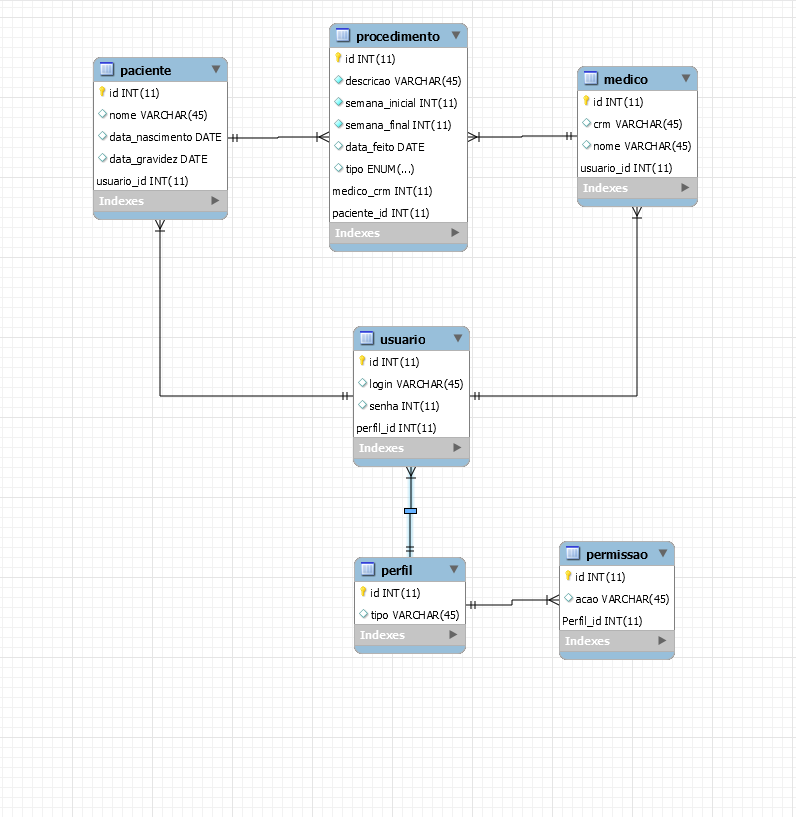 paciente
id INT(11)
nome VARCHAR(45)
data_nascimento DATE
data_gravidez DATE
usuario_id INT(11)
Indexes
procedimento
id INT(11)
descricao VARCHAR(45)
semana_inicial INT(11)
semana_final INT(11)
data_feito DATE
tipo ENUM(...)
medico_crm INT(11)
paciente_id INT(11)
Indexes
medico
id INT(11)
crm VARCHAR(45)
nome VARCHAR(45)
usuario_id INT(11)
Indexes
usuario
id INT(11)
login VARCHAR(45)
senha INT(11)
perfil_id INT(11)
Indexes
perfil
id INT(11)
tipo VARCHAR(45)
Indexes
permissao
id INT(11)
acao VARCHAR(45)
Perfil_id INT(11)
Indexes